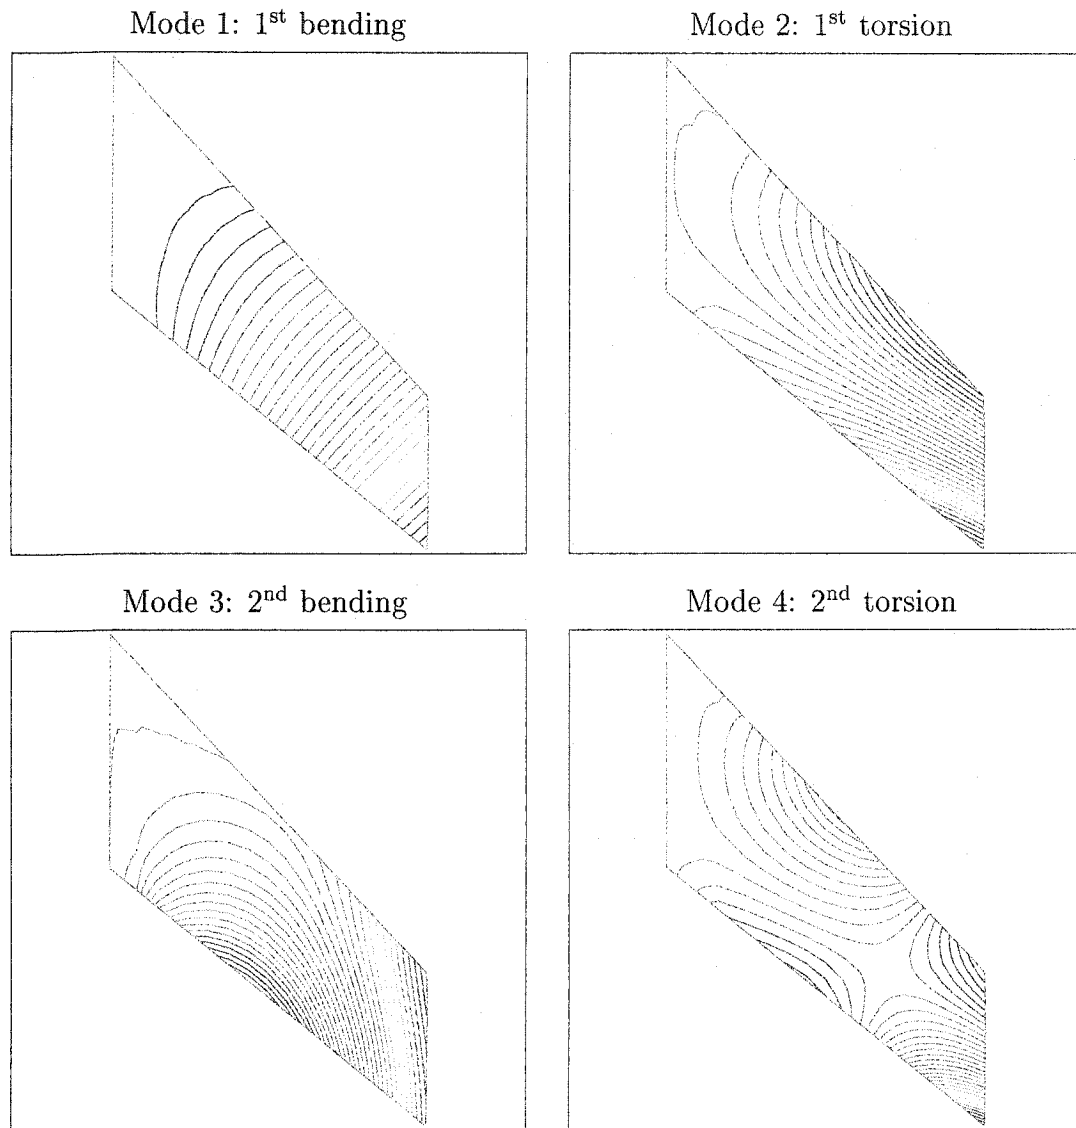 Mode 1: 1st bending
Mode 2: 1st torsion
Mode 3: 2nd bending
Mode 4: 2nd torsion